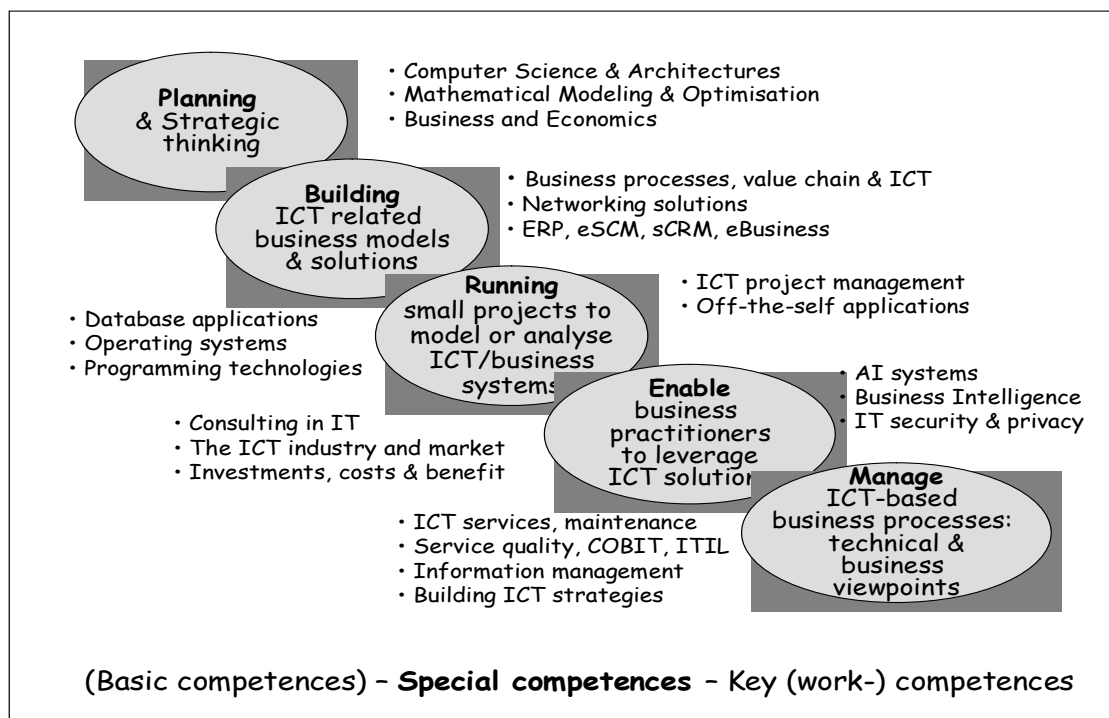 Planning
& Strategic
thinking
• Computer Science & Architectures
• Mathematical Modeling & Optimisation
• Business and Economics
Building
ICT related
business models
& solutions
• Business processes, value chain & ICT
• Networking solutions
• ERP, eSCM, sCRM, eBusiness
Running
small projects to
model or analyse
ICT/business
systems
• ICT project management
• Off-the-self applications
• Database applications
• Operating systems
• Programming technologies
Enable
business
practitioners
to leverage
ICT solution
• AI systems
• Business Intelligence
• IT security & privacy
• Consulting in IT
• The ICT industry and market
• Investments, costs & benefit
Manage
ICT-based
business processes:
technical &
business
viewpoints
• ICT services, maintenance
• Service quality, COBIT, ITIL
• Information management
• Building ICT strategies
(Basic competences) – Special competences – Key (work-) competences